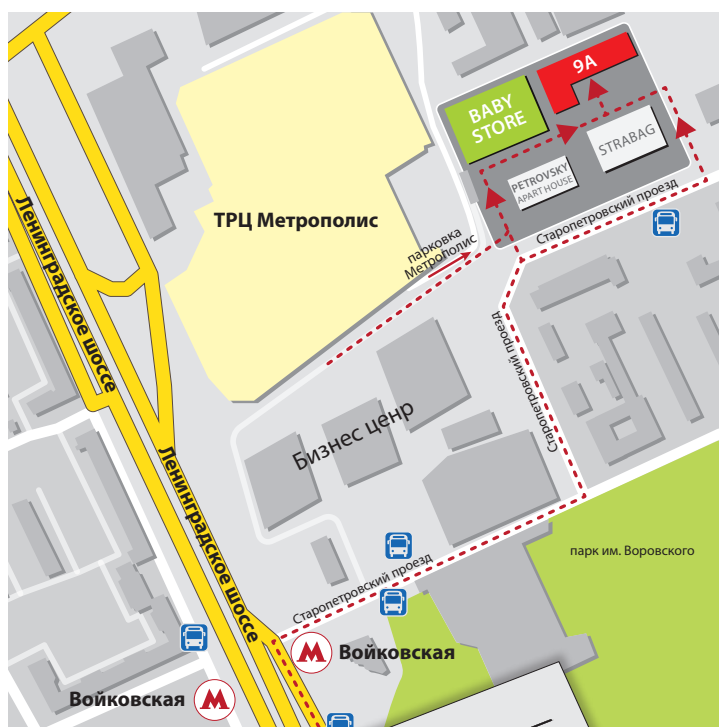 9A
BABY
STORE
STRABAG
PETROVSKY
APART HOUSE
Старопетровский проезд
Ленинградское шоссе
ТРЦ Метрополис
парковка
Метрополис
Старопетровский проезд
Бизнес ценр
Ленинградское шоссе
парк им. Воровского
Старопетровский проезд
М Войковская
Войковская М